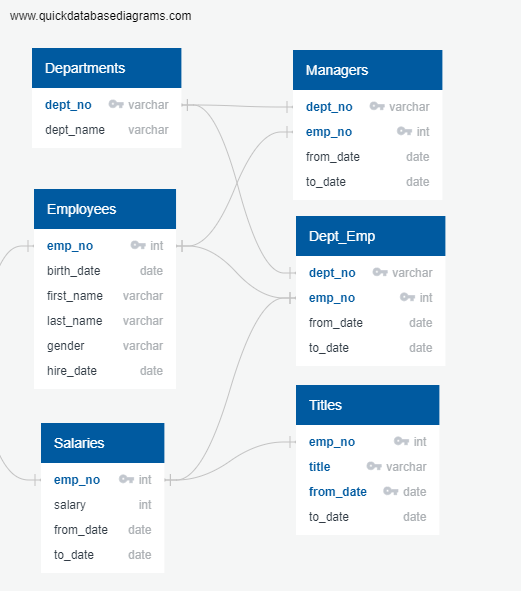 www.quickdatabasediagrams.com
Departments
dept_no varchar
dept_name varchar
Managers
dept_no varchar
emp_no int
from_date date
to_date date
Employees
emp_no int
birth_date date
first_name varchar
last_name varchar
gender varchar
hire_date date
Dept_Emp
dept_no varchar
emp_no int
from_date date
to_date date
Salaries
emp_no int
salary int
from_date date
to_date date
Titles
emp_no int
title varchar
from_date date
to_date date